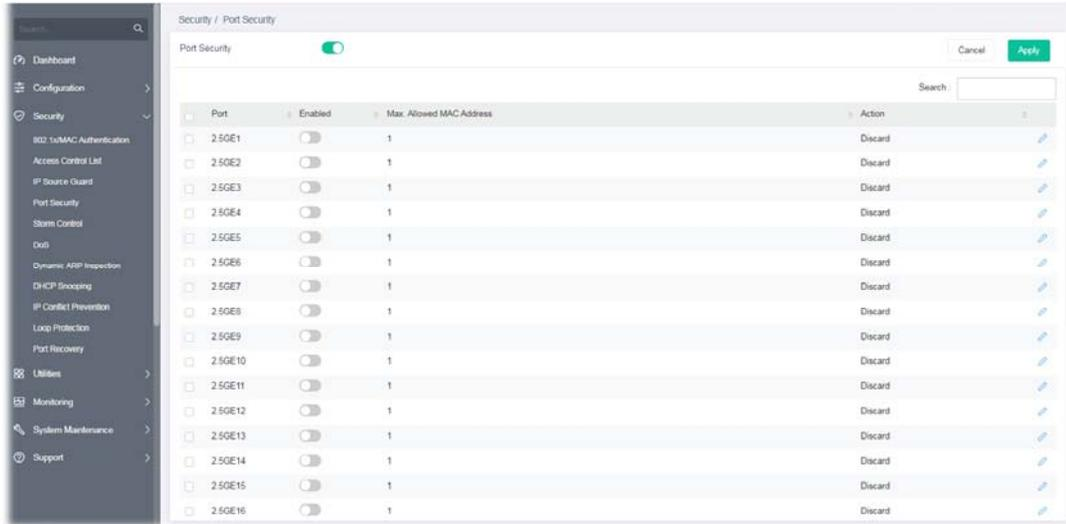 Search...
Dashboard
Configuration
Security
802.1x/MAC Authentication
Access Control List
IP Source Guard
Port Security
Storm Control
DoS
Dynamic ARP Inspection
DHCP Snooping
IP Conflict Prevention
Loop Protection
Port Recovery
Utilities
Monitoring
System Maintenance
Support
Security / Port Security
Port Security
Cancel Apply
Search :
Port Enabled Max. Allowed MAC Address Action
2.5GE1 1 Discard
2.5GE2 1 Discard
2.5GE3 1 Discard
2.5GE4 1 Discard
2.5GE5 1 Discard
2.5GE6 1 Discard
2.5GE7 1 Discard
2.5GE8 1 Discard
2.5GE9 1 Discard
2.5GE10 1 Discard
2.5GE11 1 Discard
2.5GE12 1 Discard
2.5GE13 1 Discard
2.5GE14 1 Discard
2.5GE15 1 Discard
2.5GE16 1 Discard